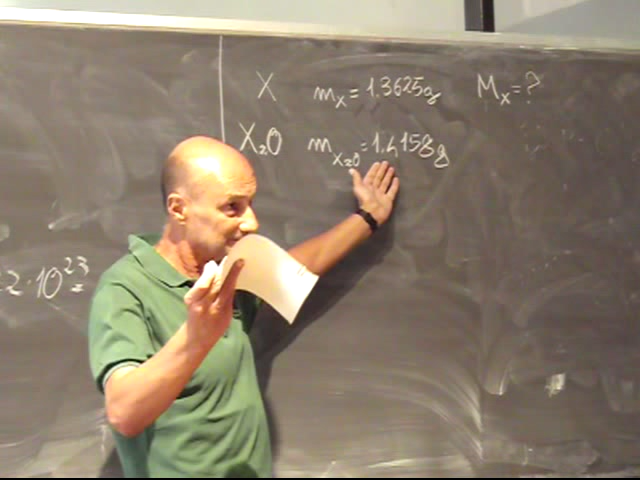 X m_X = 1.3625g M_X = ?
X₂O m_X₂O = 1.4158g
2·10²³